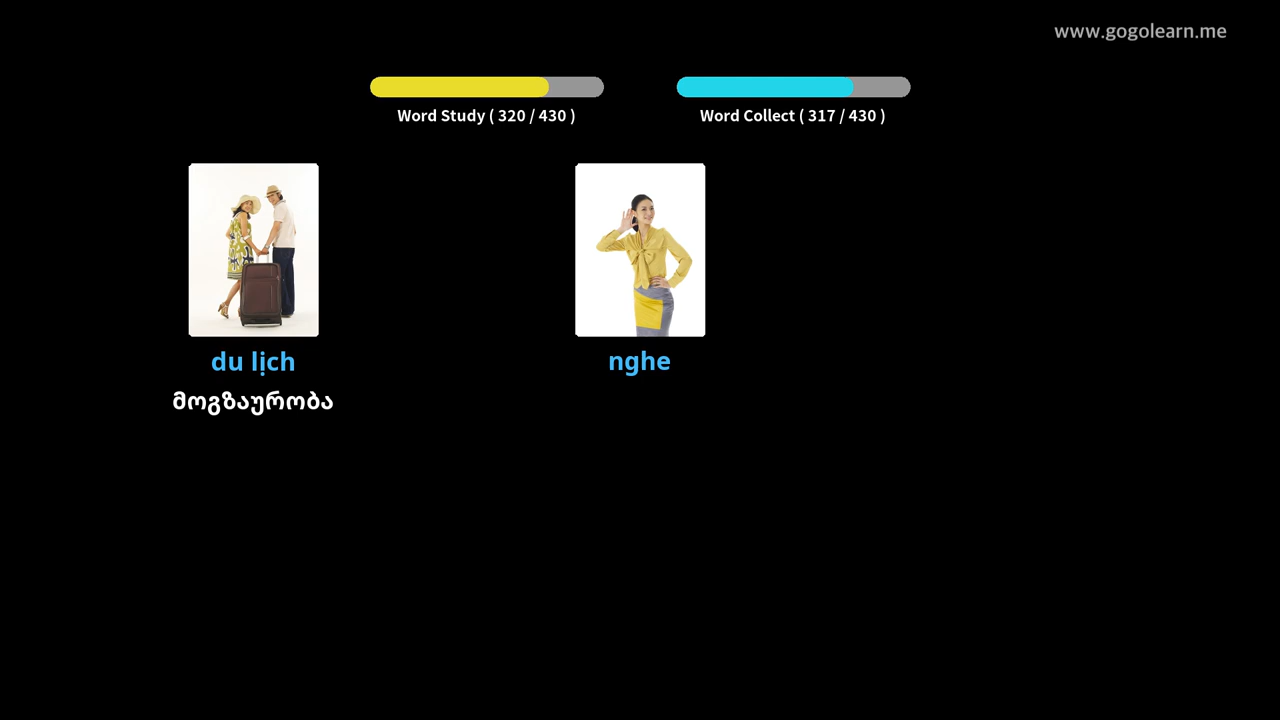 www.gogolearn.me
Word Study ( 320 / 430 )
Word Collect ( 317 / 430 )
du lịch
nghe
მოგზაურობა